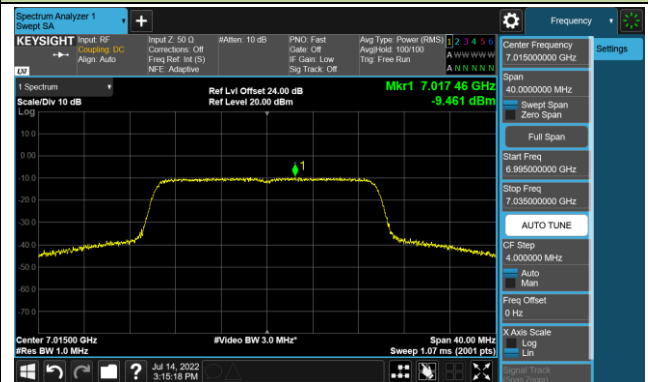 Spectrum Analyzer 1
Swept SA
+
Frequency
KEYSIGHT
Input: RF
Coupling: DC
Align: Auto
Input Z: 50 Ω
Corrections: Off
Freq Ref: Int (S)
NFE: Adaptive
#Atten: 10 dB
PNO: Fast
Gate: Off
IF Gain: Low
Sig Track: Off
Avg Type: Power (RMS)
Avg|Hold: 100/100
Trig: Free Run
1 2 3 4 5 6
A W W W W W
A N N N N N
LXI
1 Spectrum
Scale/Div 10 dB
Log
Ref Lvl Offset 24.00 dB
Ref Level 20.00 dBm
Mkr1 7.017 46 GHz
-9.461 dBm
10.0
0.00
-10.0
-20.0
-30.0
-40.0
-50.0
-60.0
-70.0
1
Center 7.01500 GHz
#Res BW 1.0 MHz
#Video BW 3.0 MHz*
Span 40.00 MHz
Sweep 1.07 ms (2001 pts)
Jul 14, 2022
3:15:18 PM
?
Center Frequency
7.015000000 GHz
Settings
Span
40.0000000 MHz
Swept Span
Zero Span
Full Span
Start Freq
6.995000000 GHz
Stop Freq
7.035000000 GHz
AUTO TUNE
CF Step
4.000000 MHz
Auto
Man
Freq Offset
0 Hz
X Axis Scale
Log
Lin
Signal Track
(Span Zoom)